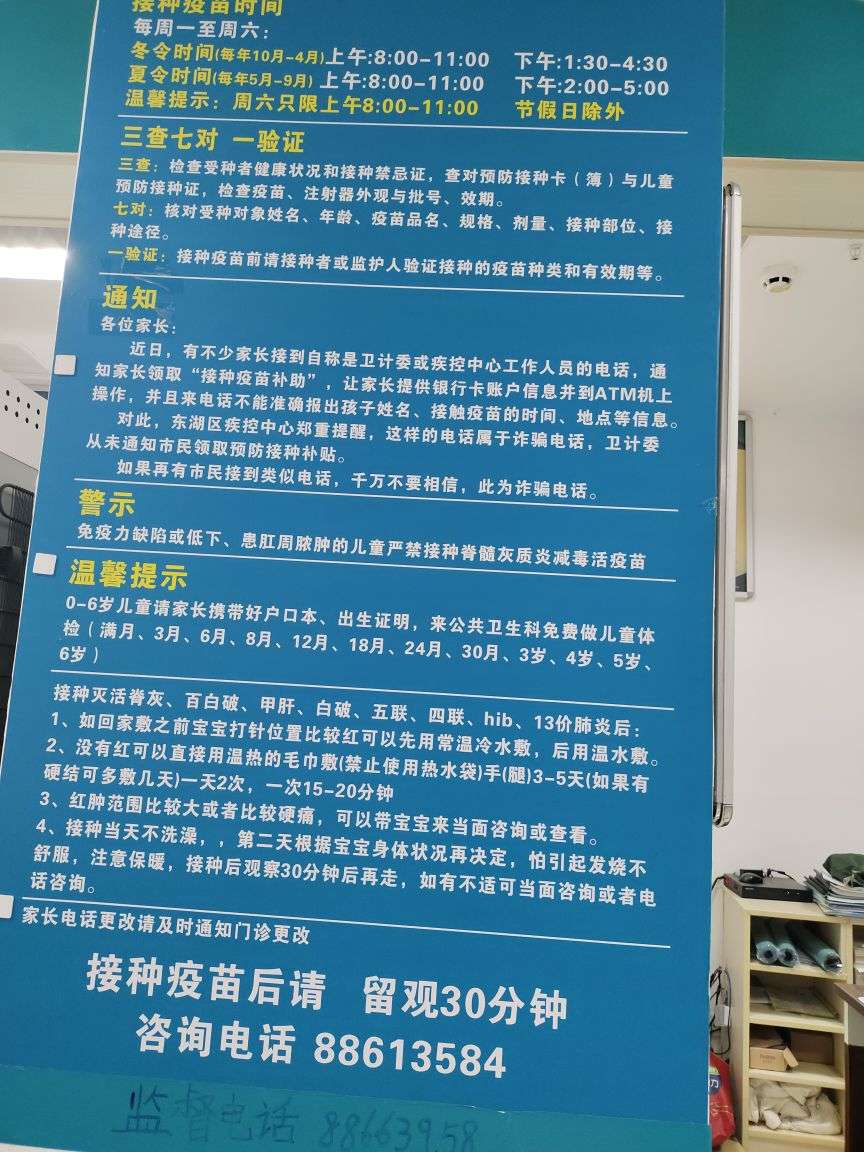 接种疫苗时间
每周一至周六：
冬令时间(每年10月-4月)上午:8:00-11:00 下午:1:30-4:30
夏令时间(每年5月-9月) 上午:8:00-11:00 下午:2:00-5:00
温馨提示：周六只限上午8:00-11:00 节假日除外
三查七对 一验证
三查：检查受种者健康状况和接种禁忌证，查对预防接种卡（簿）与儿童
预防接种证，检查疫苗、注射器外观与批号、效期。
七对：核对受种对象姓名、年龄、疫苗品名、规格、剂量、接种部位、接
种途径。
一验证：接种疫苗前请接种者或监护人验证接种的疫苗种类和有效期等。
通知
各位家长：
近日，有不少家长接到自称是卫计委或疾控中心工作人员的电话，通
知家长领取“接种疫苗补助”，让家长提供银行卡账户信息并到ATM机上
操作，并且来电话不能准确报出孩子姓名、接触疫苗的时间、地点等信息。
对此，东湖区疾控中心郑重提醒，这样的电话属于诈骗电话，卫计委
从未通知市民领取预防接种补贴。
如果再有市民接到类似电话，千万不要相信，此为诈骗电话。
警示
免疫力缺陷或低下、患肛周脓肿的儿童严禁接种脊髓灰质炎减毒活疫苗
温馨提示
0-6岁儿童请家长携带好户口本、出生证明，来公共卫生科免费做儿童体
检（满月、3月、6月、8月、12月、18月、24月、30月、3岁、4岁、5岁、
6岁）
接种灭活脊灰、百白破、甲肝、白破、五联、四联、hib、13价肺炎后：
1、如回家敷之前宝宝打针位置比较红可以先用常温冷水敷，后用温水敷。
2、没有红可以直接用温热的毛巾敷(禁止使用热水袋)手(腿)3-5天(如果有
硬结可多敷几天)一天2次，一次15-20分钟
3、红肿范围比较大或者比较硬痛，可以带宝宝来当面咨询或查看。
4、接种当天不洗澡，，第二天根据宝宝身体状况再决定，怕引起发烧不
舒服，注意保暖，接种后观察30分钟后再走，如有不适可当面咨询或者电
话咨询。
家长电话更改请及时通知门诊更改
接种疫苗后请 留观30分钟
咨询电话 88613584
监督电话 88663958